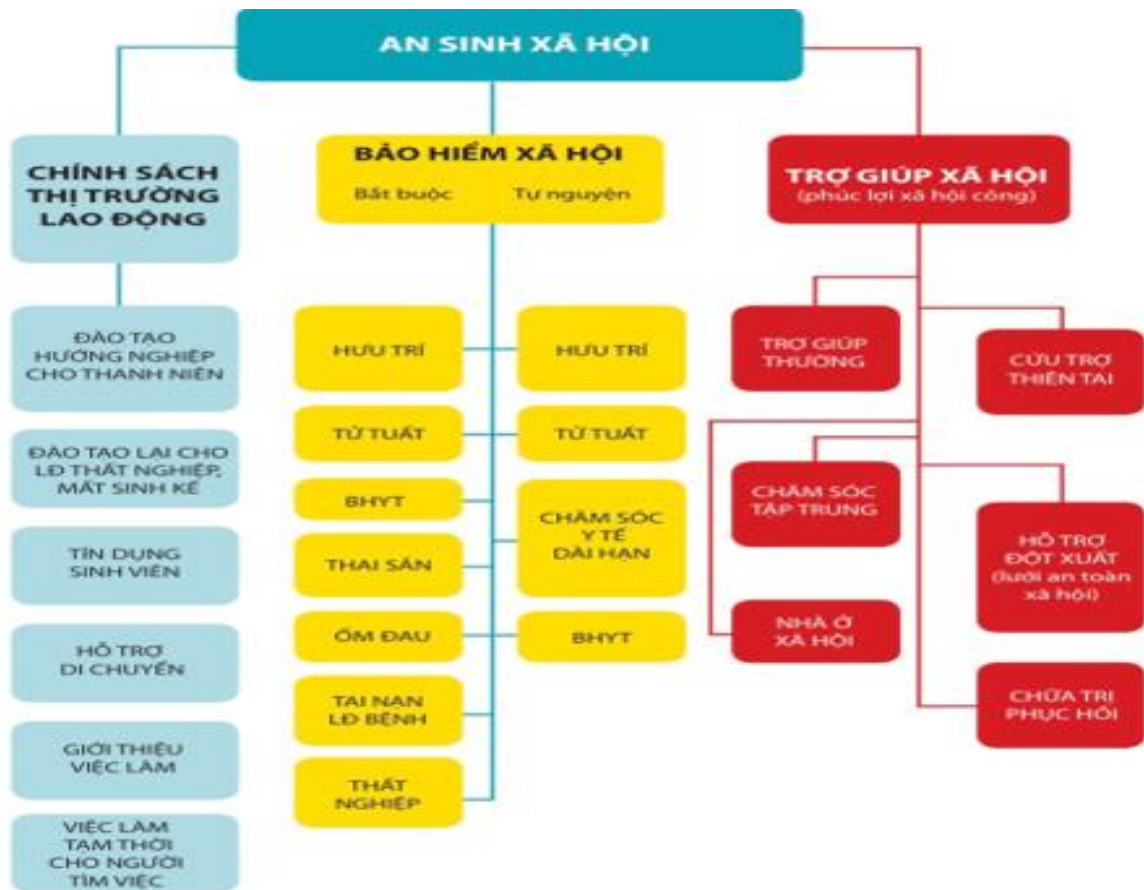 AN SINH XÃ HỘI
CHÍNH SÁCH
THỊ TRƯỜNG
LAO ĐỘNG
ĐÀO TẠO
HƯỚNG NGHIỆP
CHO THANH NIÊN
ĐÀO TẠO LẠI CHO
LĐ THẤT NGHIỆP,
MẤT SINH KẾ
TÍN DỤNG
SINH VIÊN
HỖ TRỢ
DI CHUYỂN
GIỚI THIỆU
VIỆC LÀM
VIỆC LÀM
TẠM THỜI
CHO NGƯỜI
TÌM VIỆC
BẢO HIỂM XÃ HỘI
Bắt buộc Tự nguyện
HƯU TRÍ
TỬ TUẤT
BHYT
THAI SẢN
ỐM ĐAU
TAI NẠN
LĐ BỆNH
THẤT
NGHIỆP
HƯU TRÍ
TỬ TUẤT
CHĂM SÓC
Y TẾ
DÀI HẠN
BHYT
TRỢ GIÚP XÃ HỘI
(phúc lợi xã hội công)
TRỢ GIÚP
THƯỜNG
CHĂM SÓC
TẬP TRUNG
NHÀ Ở
XÃ HỘI
CỨU TRỢ
THIÊN TAI
HỖ TRỢ
ĐỘT XUẤT
(lưới an toàn
xã hội)
CHỮA TRỊ
PHỤC HỒI